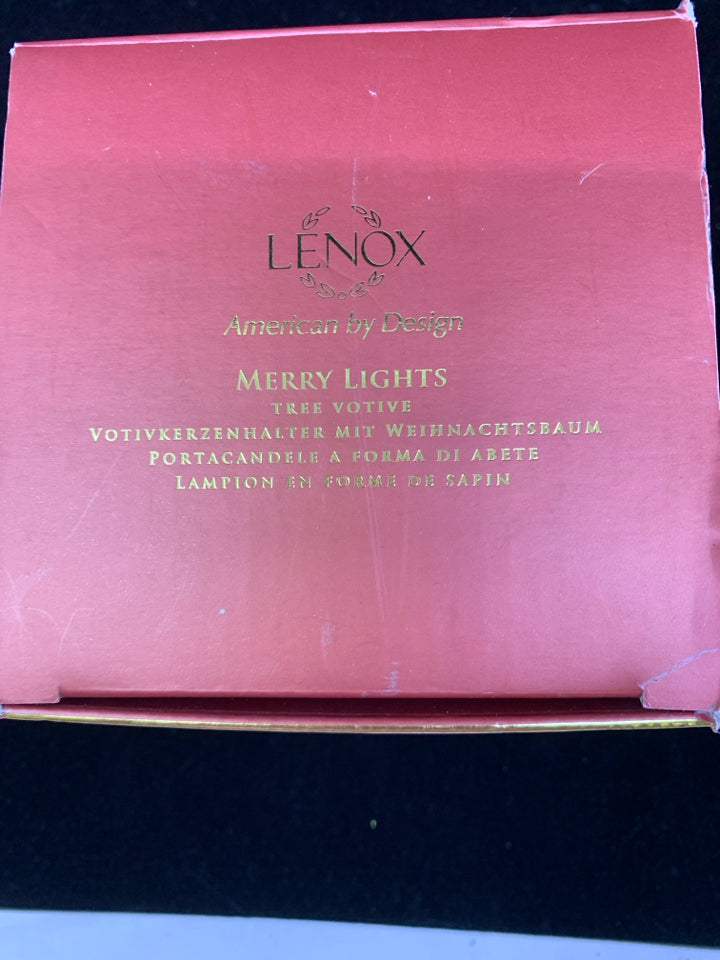 LENOX
American by Design
MERRY LIGHTS
TREE VOTIVE
VOTIVKERZENHALTER MIT WEIHNACHTSBAUM
PORTACANDELE A FORMA DI ABETE
LAMPION EN FORME DE SAPIN